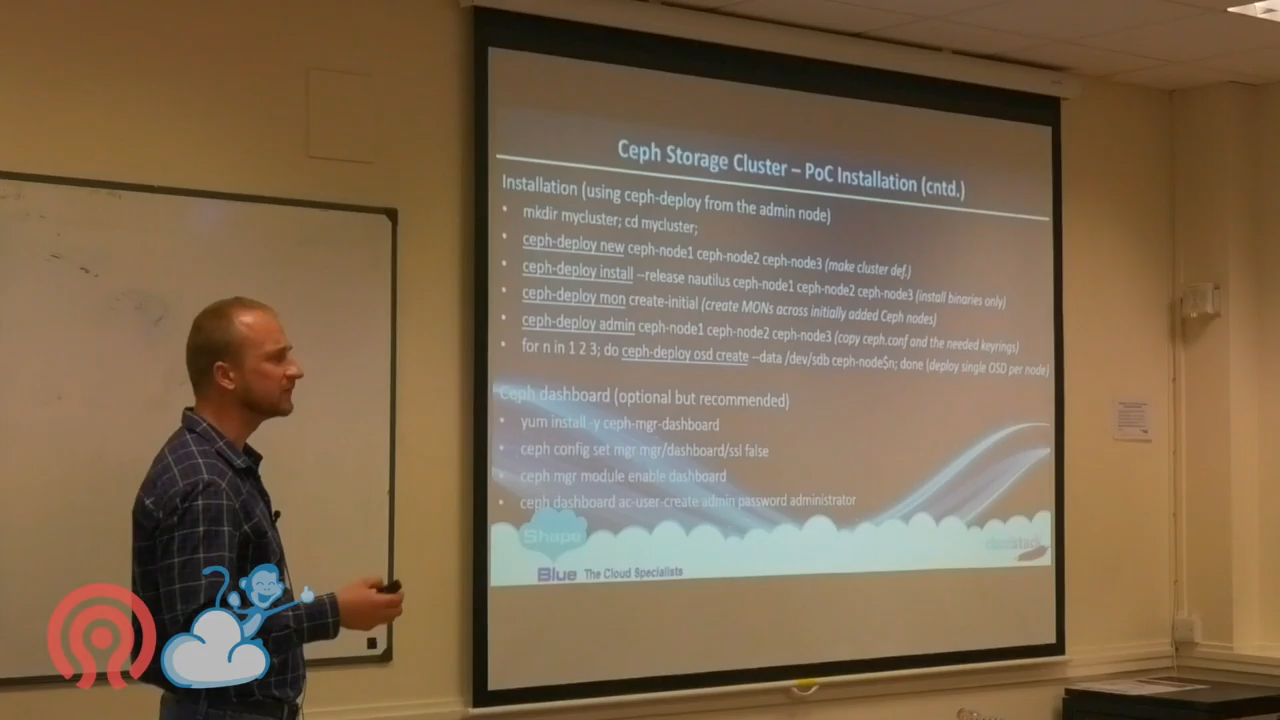 Ceph Storage Cluster – PoC Installation (cntd.)
Installation (using ceph-deploy from the admin node)
• mkdir mycluster; cd mycluster;
• ceph-deploy new ceph-node1 ceph-node2 ceph-node3 (make cluster def.)
• ceph-deploy install --release nautilus ceph-node1 ceph-node2 ceph-node3 (install binaries only)
• ceph-deploy mon create-initial (create MONs across initially added Ceph nodes)
• ceph-deploy admin ceph-node1 ceph-node2 ceph-node3 (copy ceph.conf and the needed keyrings)
• for n in 1 2 3; do ceph-deploy osd create --data /dev/sdb ceph-node$n; done (deploy single OSD per node)
Ceph dashboard (optional but recommended)
• yum install -y ceph-mgr-dashboard
• ceph config set mgr mgr/dashboard/ssl false
• ceph mgr module enable dashboard
• ceph dashboard ac-user-create admin password administrator
Shape
Blue The Cloud Specialists
cloudstack